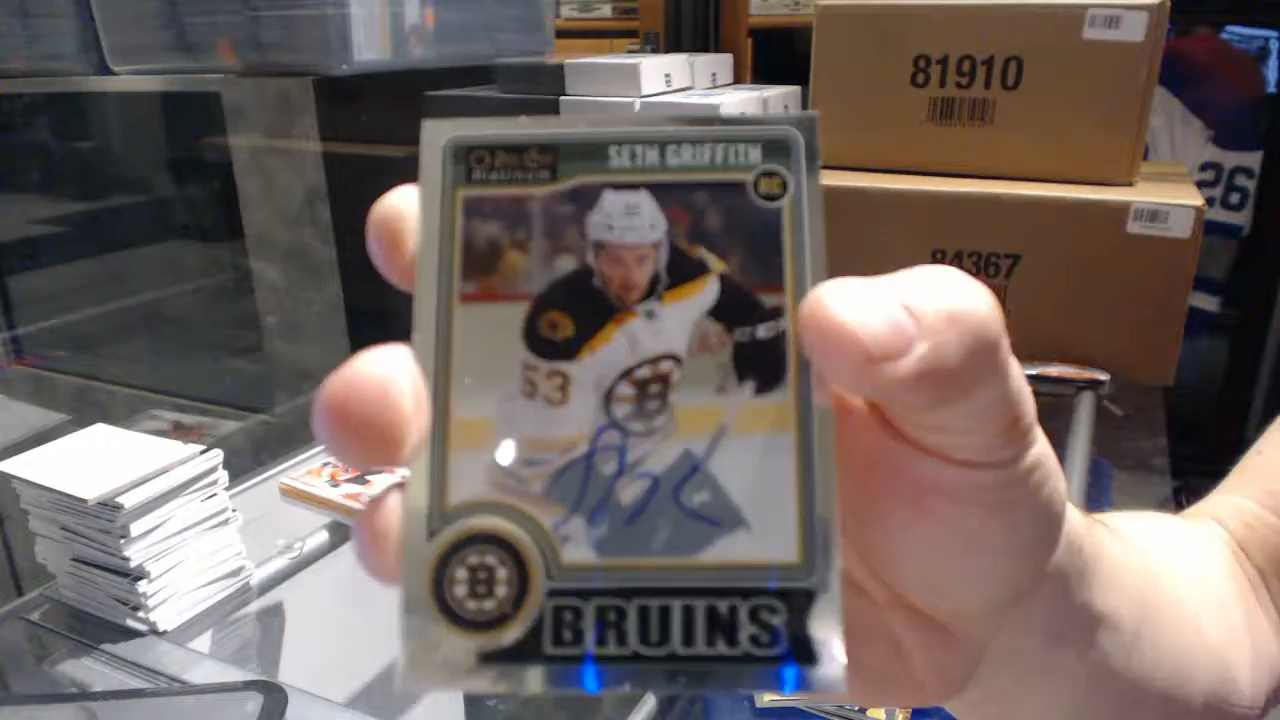 81910
84367
26
O-Pee-Chee
Platinum
SETH GRIFFITH
RC
53
B
B
BRUINS